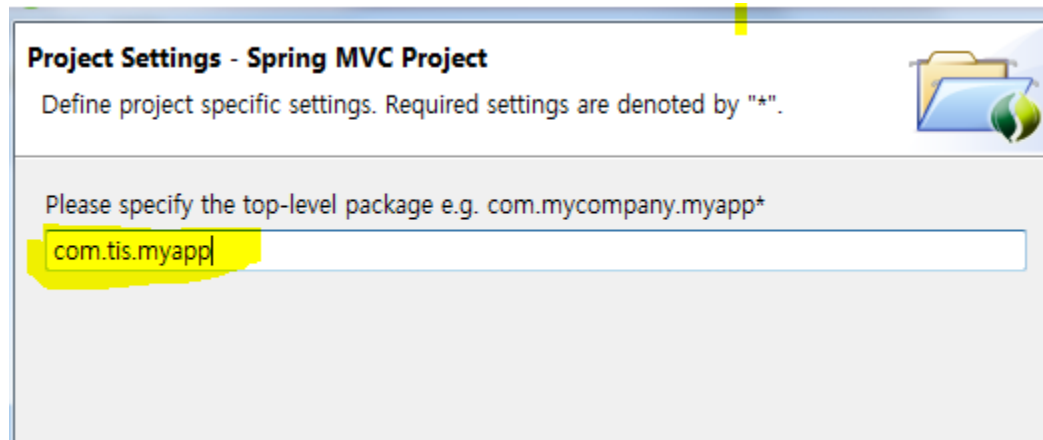 Project Settings - Spring MVC Project
Define project specific settings. Required settings are denoted by "*".
Please specify the top-level package e.g. com.mycompany.myapp*
com.tis.myapp